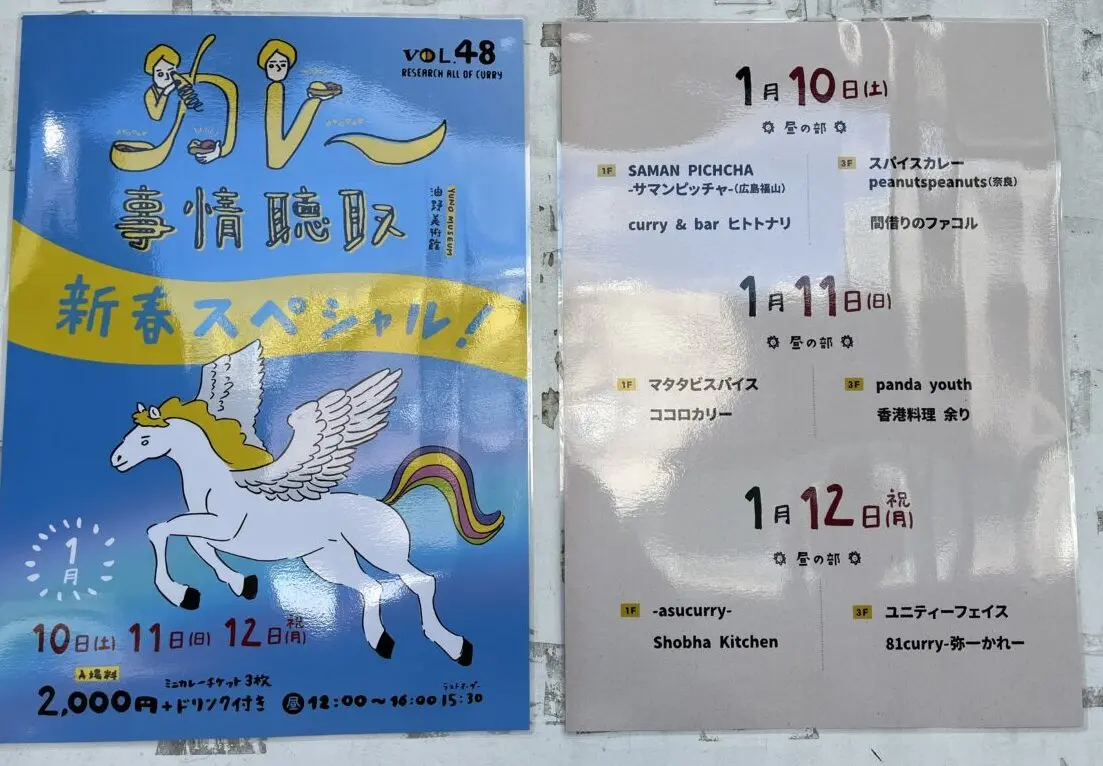 VOL.48
RESEARCH ALL OF CURRY
カレー
事情聴取
油野美術館
YUNO MUSEUM
新春スペシャル!
1月
10日(土) 11日(日) 12日祝(月)
入場料
ミニカレーチケット3枚
2,000円+ドリンク付き
昼 12:00~16:00
ラストオーダー
15:30
1月10日(土)
昼の部
1F SAMAN PICHCHA
-サマンピッチャ-(広島福山)
curry & bar ヒトトナリ
3F スパイスカレー
peanutspeanuts(奈良)
間借りのファコル
1月11日(日)
昼の部
1F マタタビスパイス
ココロカリー
3F panda youth
香港料理 余り
1月12日祝(月)
昼の部
1F -asucurry-
Shobha Kitchen
3F ユニティーフェイス
81curry-弥一かれー